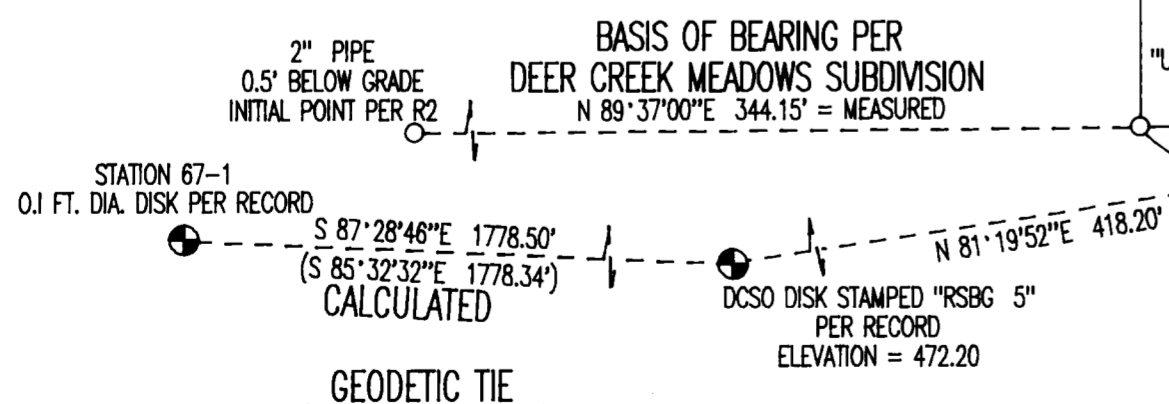 2" PIPE
0.5' BELOW GRADE
INITIAL POINT PER R2
BASIS OF BEARING PER
DEER CREEK MEADOWS SUBDIVISION
N 89°37'00"E 344.15' = MEASURED
"U
STATION 67-1
0.1 FT. DIA. DISK PER RECORD
S 87°28'46"E 1778.50'
(S 85°32'32"E 1778.34')
CALCULATED
N 81°19'52"E 418.20'
DCSO DISK STAMPED "RSBG 5"
PER RECORD
ELEVATION = 472.20
GEODETIC TIE